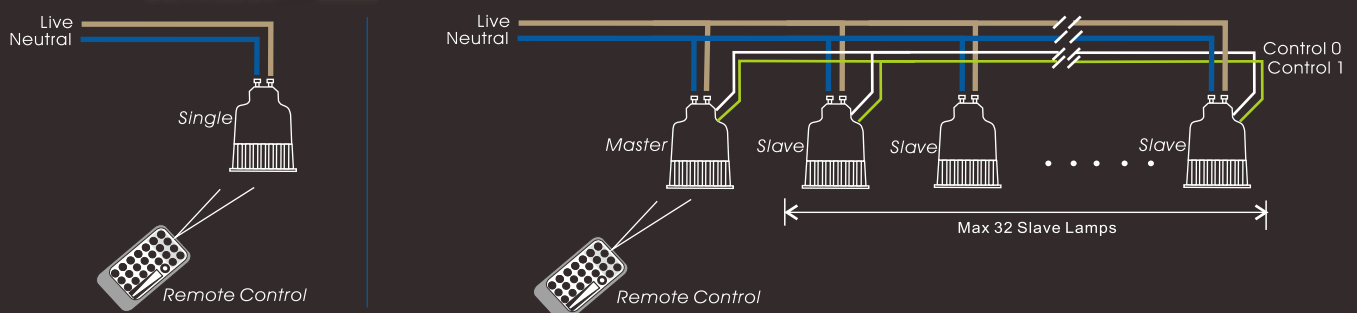 Live
Neutral
Single
Remote Control
Live
Neutral
Control 0
Control 1
Master
Slave
Slave
Slave
Max 32 Slave Lamps
Remote Control